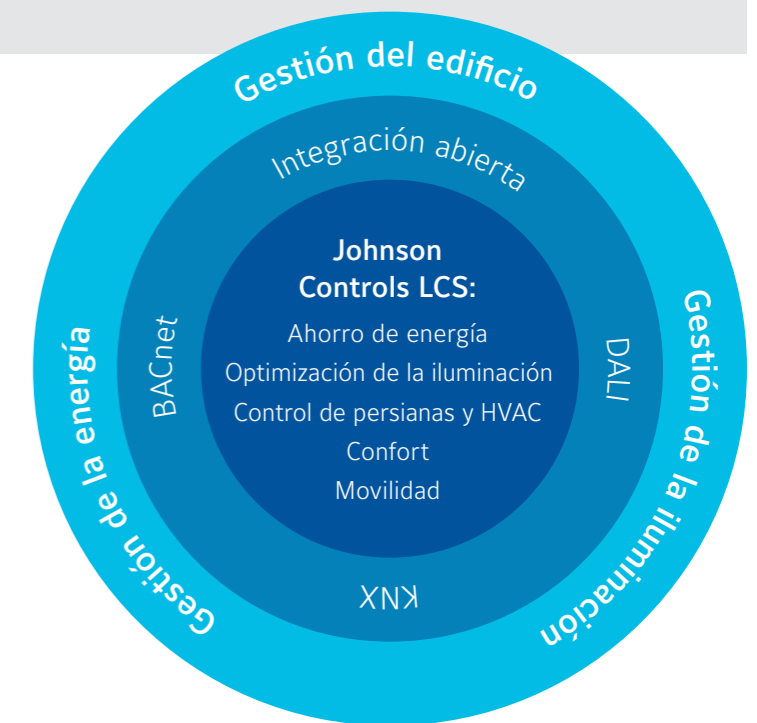 Gestión del edificio
Integración abierta
Johnson
Controls LCS:
Ahorro de energía
Optimización de la iluminación
Control de persianas y HVAC
Confort
Movilidad
BACnet
DALI
KNX
Gestión de la energía
Gestión de la iluminación